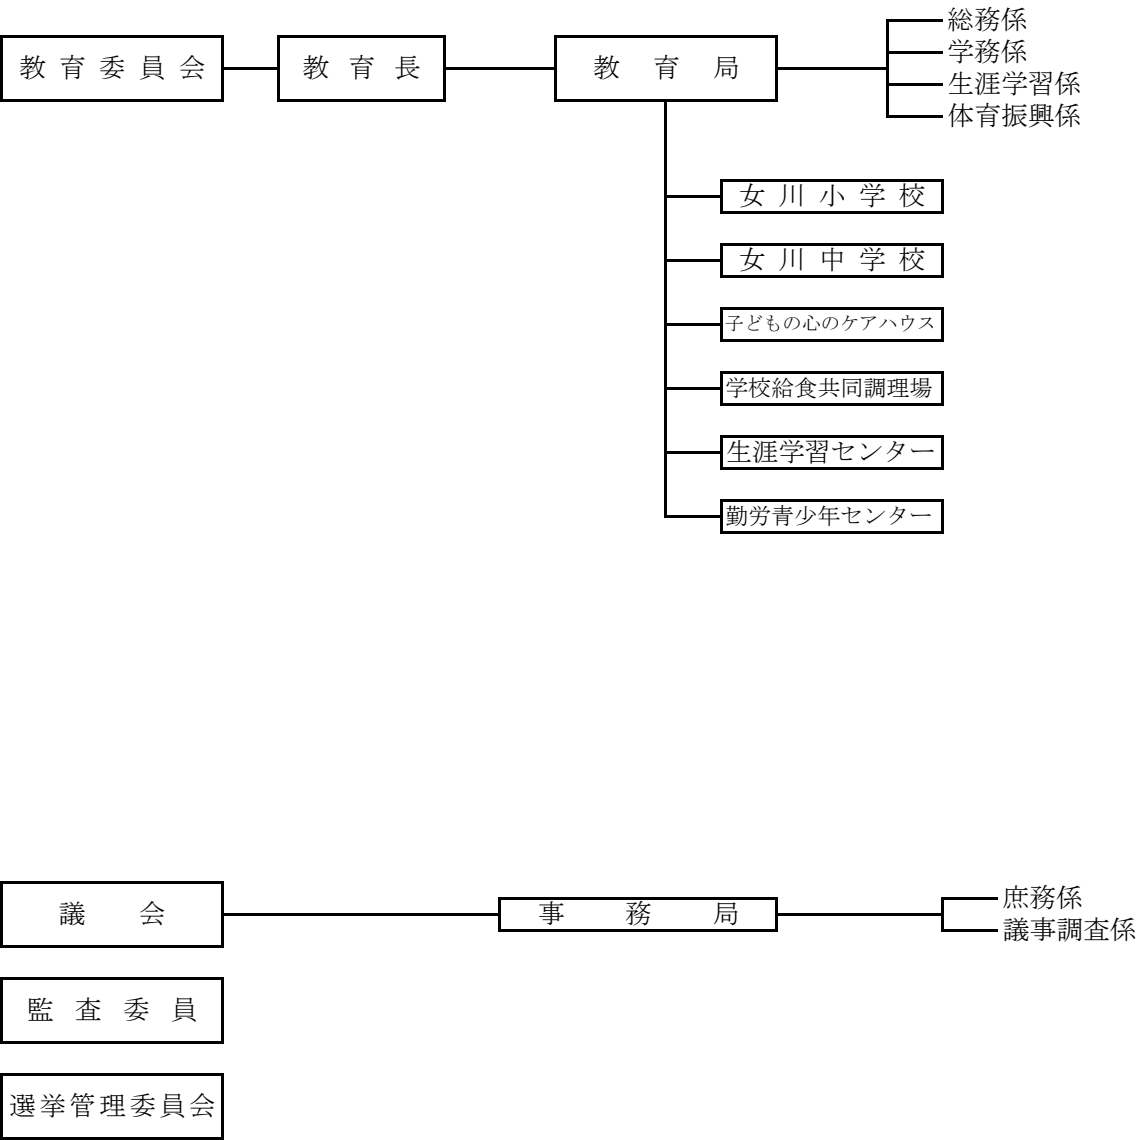 教育委員会
教育長
教育局
総務係
学務係
生涯学習係
体育振興係
女川小学校
女川中学校
子どもの心のケアハウス
学校給食共同調理場
生涯学習センター
勤労青少年センター
議会
事務局
庶務係
議事調査係
監査委員
選挙管理委員会